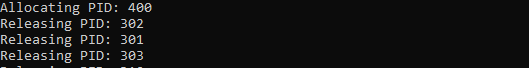 Allocating PID: 400
Releasing PID: 302
Releasing PID: 301
Releasing PID: 303